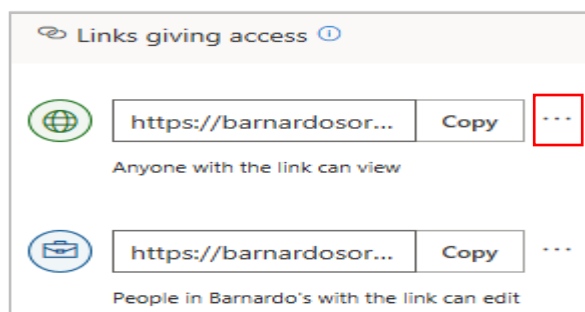 Links giving access
https://barnardosor... Copy ...
Anyone with the link can view
https://barnardosor... Copy ...
People in Barnardo's with the link can edit